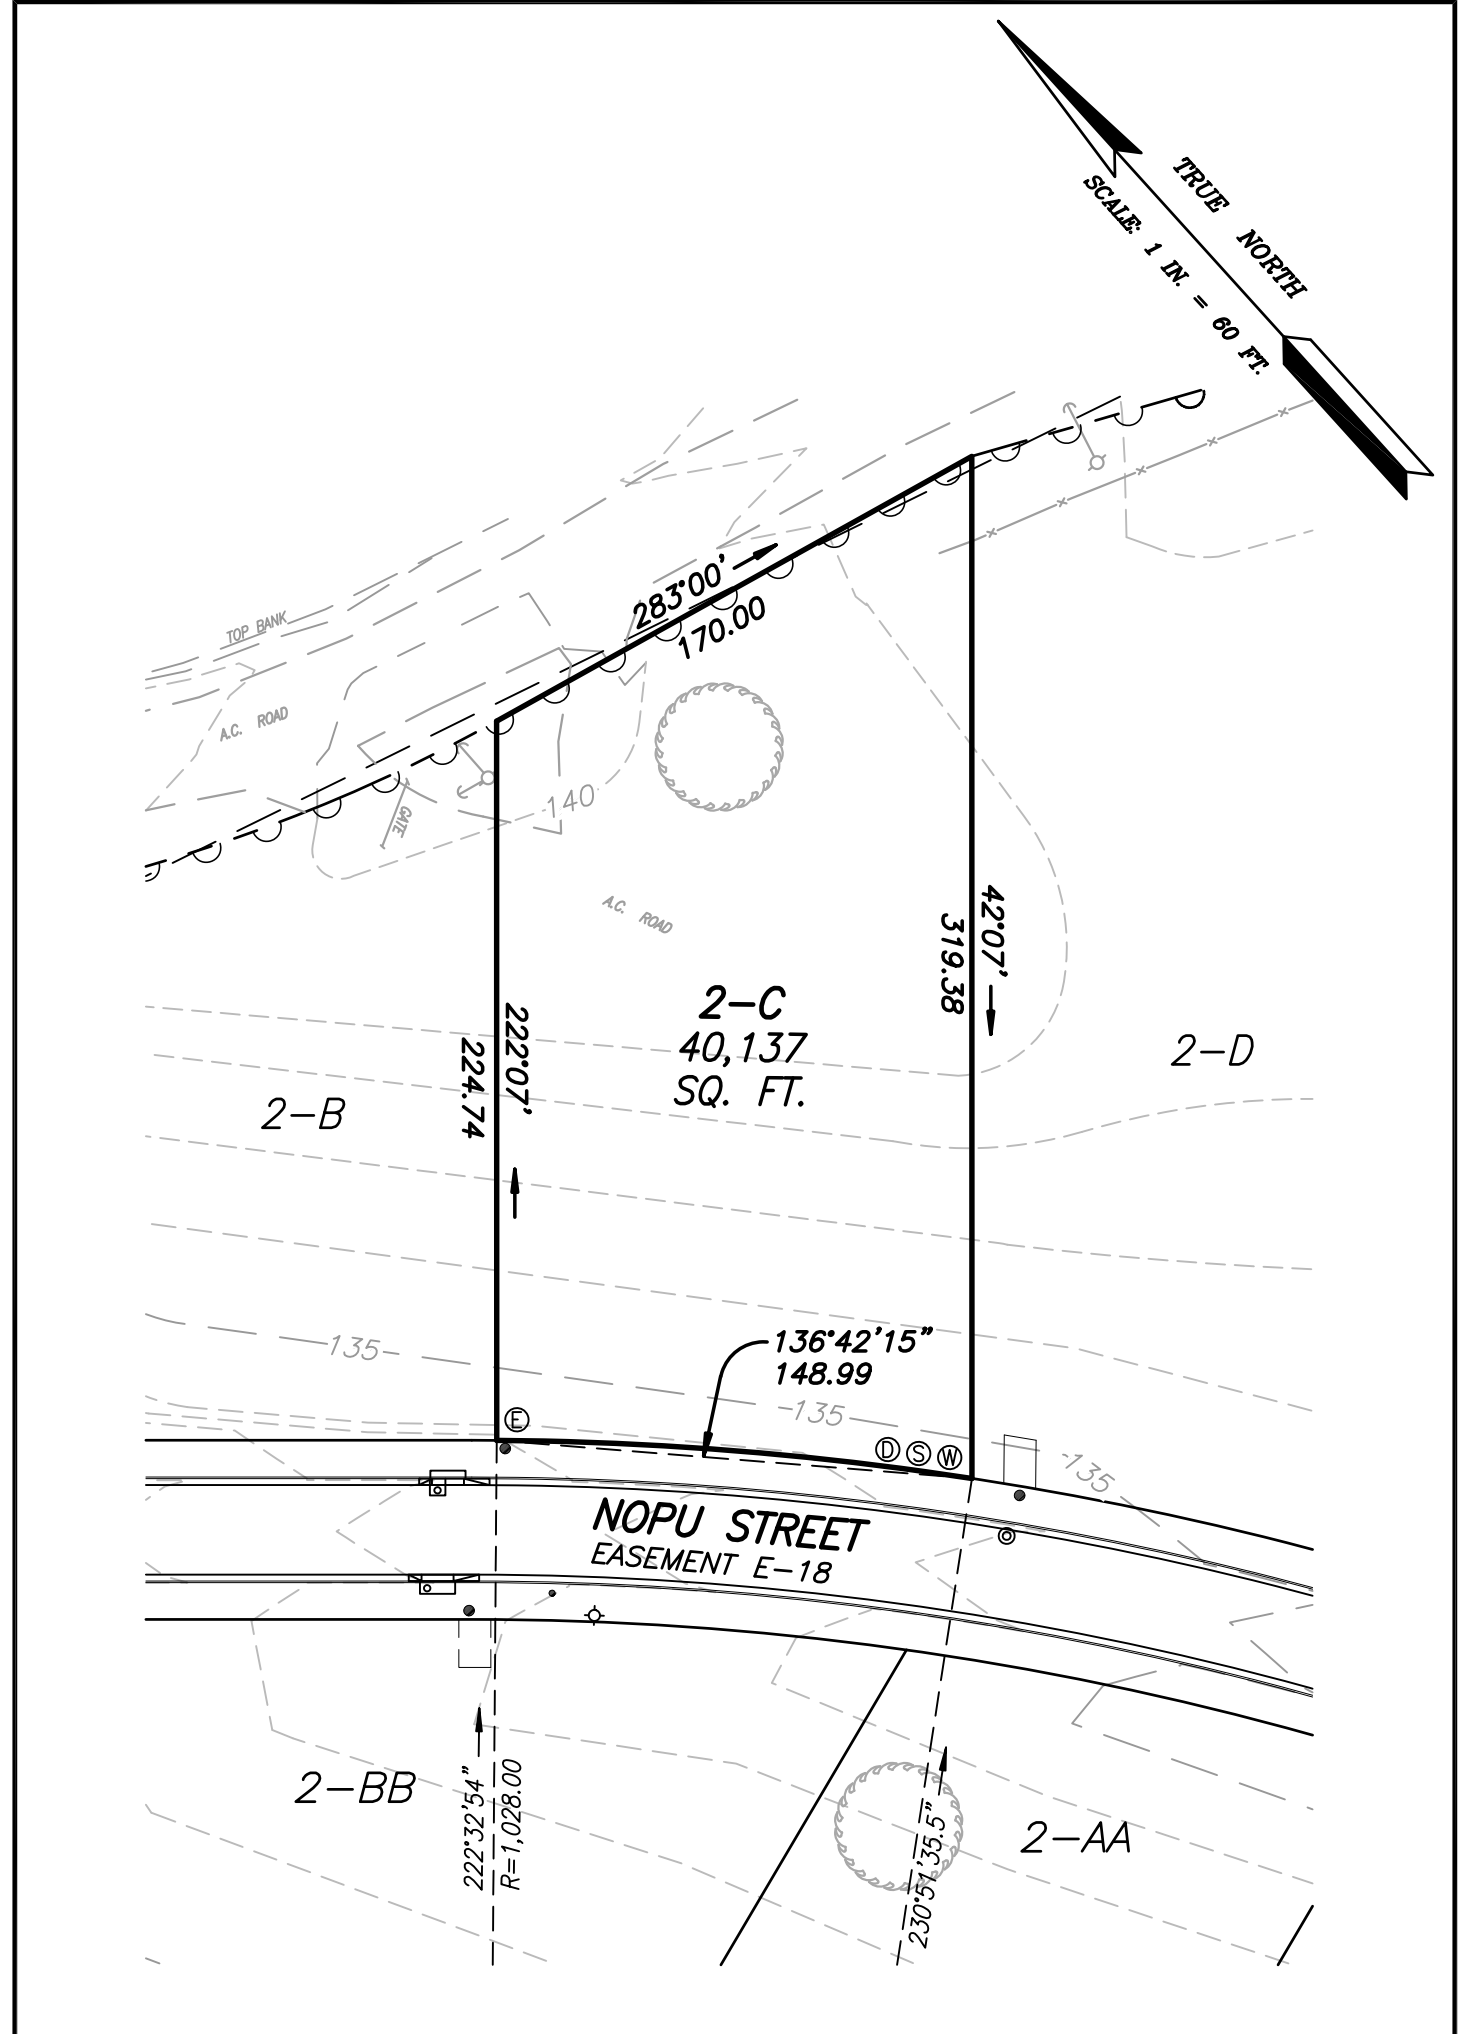 TRUE NORTH
SCALE: 1 IN. = 60 FT.
283°00'
170.00
TOP BANK
A.C. ROAD
GATE
140
A.C. ROAD
42°07'
319.38
2-C
40,137
SQ. FT.
222°07'
224.74
2-B
2-D
135
136°42'15"
148.99
135
135
E
D
S
W
NOPU STREET
EASEMENT E-18
2-BB
222°32'54"
R=1,028.00
230°51'35.5"
2-AA